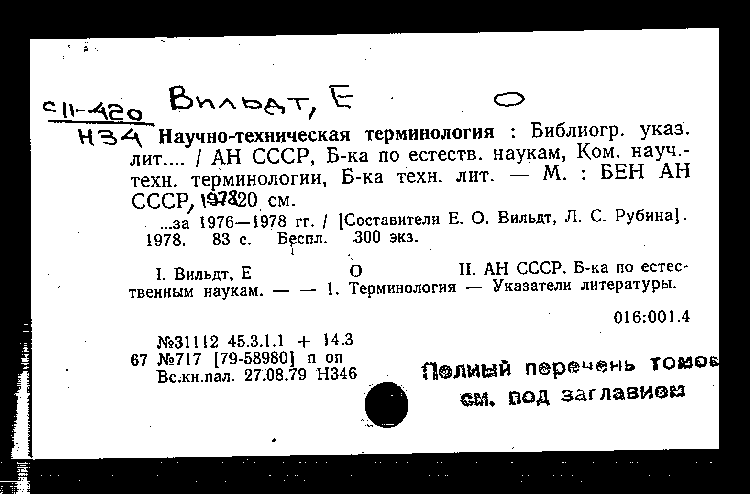 Вильдт, Е О
С11-420
Н34
Научно-техническая терминология : Библиогр. указ.
лит.... / АН СССР, Б-ка по естеств. наукам, Ком. науч.-
техн. терминологии, Б-ка техн. лит. — М. : БЕН АН
СССР, 1978. 20 см.
...за 1976—1978 гг. / [Составители Е. О. Вильдт, Л. С. Рубина].
1978. 83 с. Беспл. 300 экз.
I. Вильдт, Е О II. АН СССР. Б-ка по естес-
твенным наукам. — — 1. Терминология — Указатели литературы.
016:001.4
№31112 45.3.1.1 + 14.3
67 №717 [79-58980] п оп
Вс.кн.пал. 27.08.79 Н346
Полный перечень томов
см. под заглавием